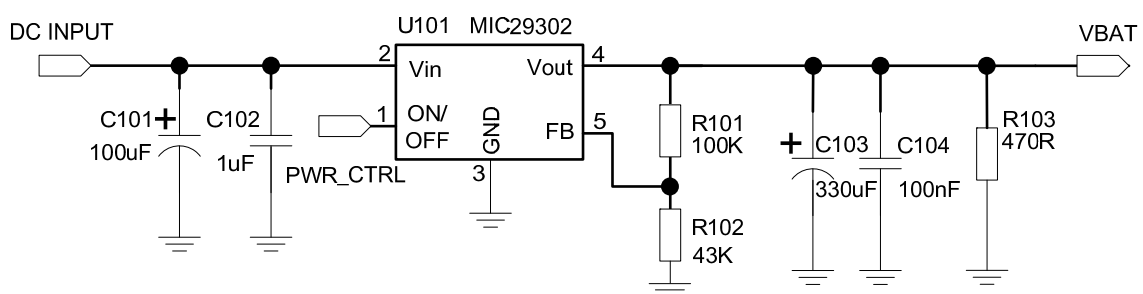 DC INPUT
U101 MIC29302
VBAT
2
Vin
Vout
4
C101
+
100uF
C102
1uF
1
ON/
OFF
PWR_CTRL
GND
3
FB
5
R101
100K
R102
43K
+
C103
330uF
C104
100nF
R103
470R